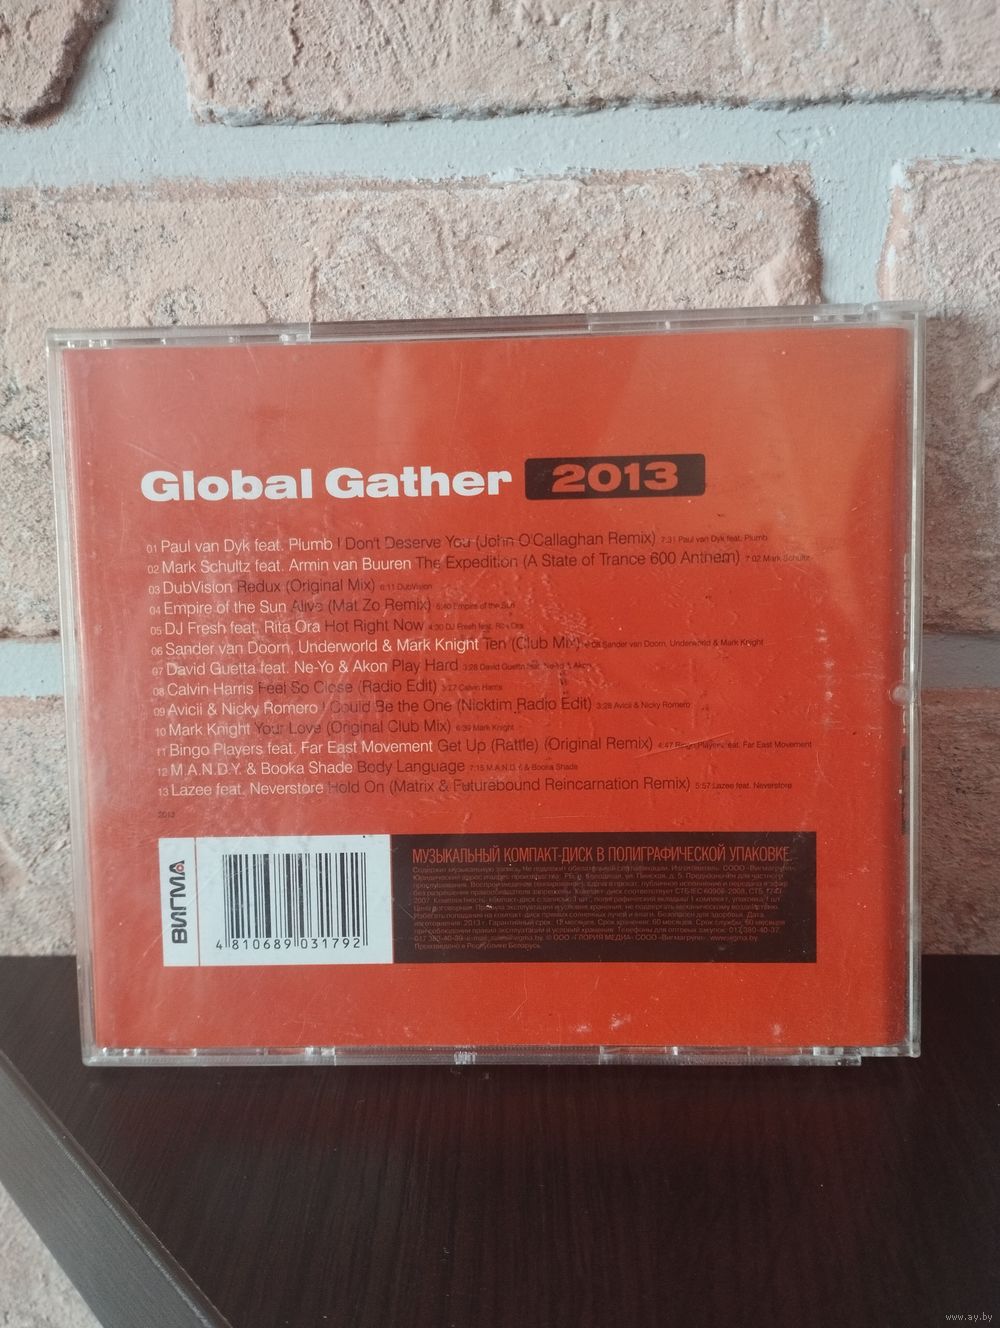 Global Gather 2013
01 Paul van Dyk feat. Plumb I Don't Deserve You (John O'Callaghan Remix) 7:31 Paul van Dyk feat. Plumb
02 Mark Schultz feat. Armin van Buuren The Expedition (A State of Trance 600 Anthem) 7:02 Mark Schultz
03 DubVision Redux (Original Mix) 6:11 DubVision
04 Empire of the Sun Alive (Mat Zo Remix) 5:40 Empire of the Sun
05 DJ Fresh feat. Rita Ora Hot Right Now 4:30 DJ Fresh feat. Rita Ora
06 Sander van Doorn, Underworld & Mark Knight Ten (Club Mix) Sander van Doorn, Underworld & Mark Knight
07 David Guetta feat. Ne-Yo & Akon Play Hard 3:28 David Guetta feat. Ne-Yo & Akon
08 Calvin Harris Feel So Close (Radio Edit) 3:27 Calvin Harris
09 Avicii & Nicky Romero I Could Be the One (Nicktim Radio Edit) 3:28 Avicii & Nicky Romero
10 Mark Knight Your Love (Original Club Mix) 6:39 Mark Knight
11 Bingo Players feat. Far East Movement Get Up (Rattle) (Original Remix) 4:47 Bingo Players feat. Far East Movement
12 M.A.N.D.Y. & Booka Shade Body Language 7:15 M.A.N.D.Y. & Booka Shade
13 Lazee feat. Neverstore Hold On (Matrix & Futurebound Reincarnation Remix) 5:57 Lazee feat. Neverstore
2013
ВИГМА
4 810689 031792
МУЗЫКАЛЬНЫЙ КОМПАКТ-ДИСК В ПОЛИГРАФИЧЕСКОЙ УПАКОВКЕ
Произведено в Республике Беларусь
www.ay.by